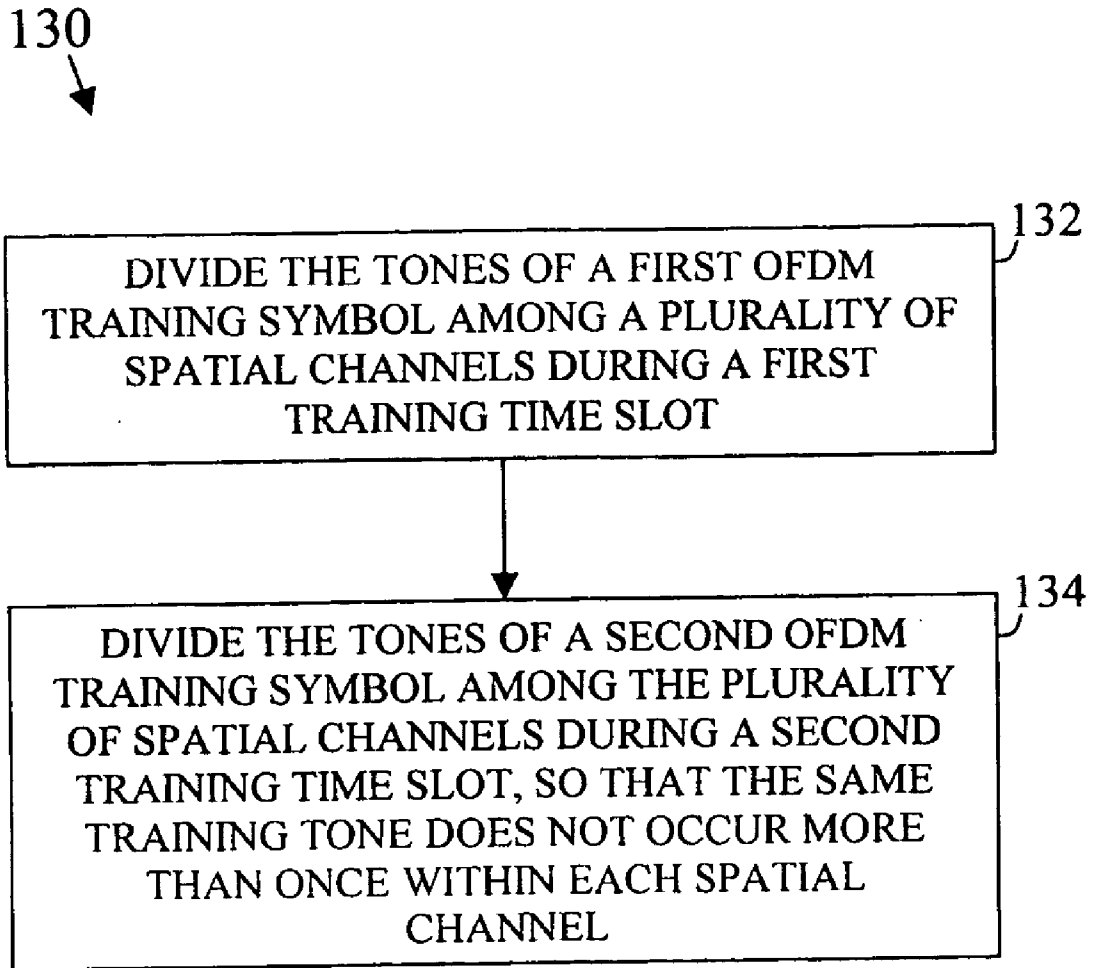 130
132
DIVIDE THE TONES OF A FIRST OFDM
TRAINING SYMBOL AMONG A PLURALITY OF
SPATIAL CHANNELS DURING A FIRST
TRAINING TIME SLOT
134
DIVIDE THE TONES OF A SECOND OFDM
TRAINING SYMBOL AMONG THE PLURALITY
OF SPATIAL CHANNELS DURING A SECOND
TRAINING TIME SLOT, SO THAT THE SAME
TRAINING TONE DOES NOT OCCUR MORE
THAN ONCE WITHIN EACH SPATIAL
CHANNEL